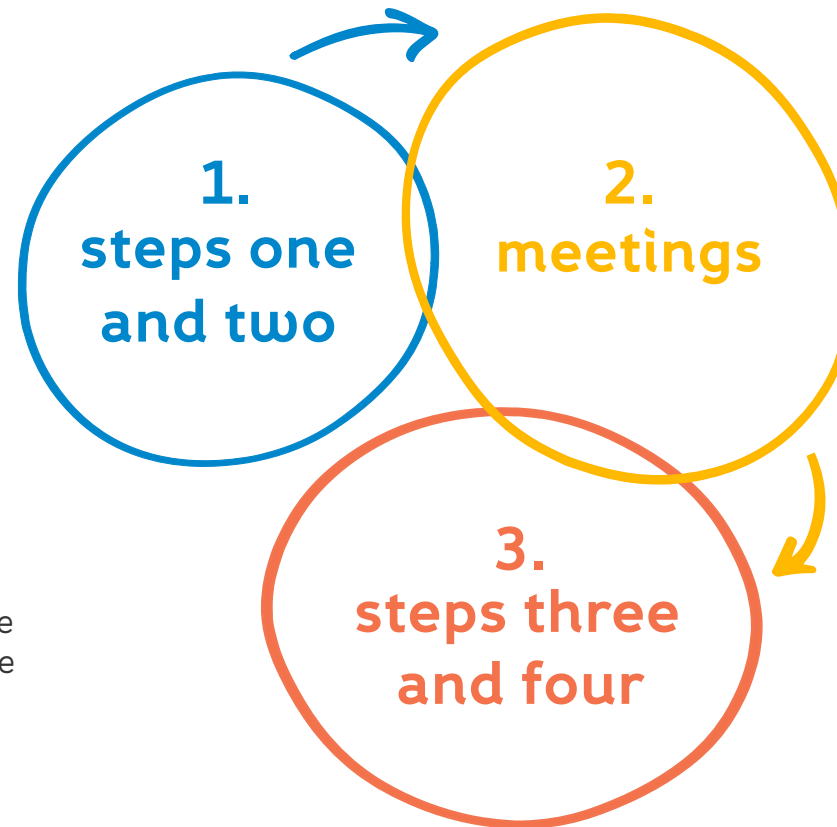 1.
steps one
and two
2.
meetings
3.
steps three
and four
e
e